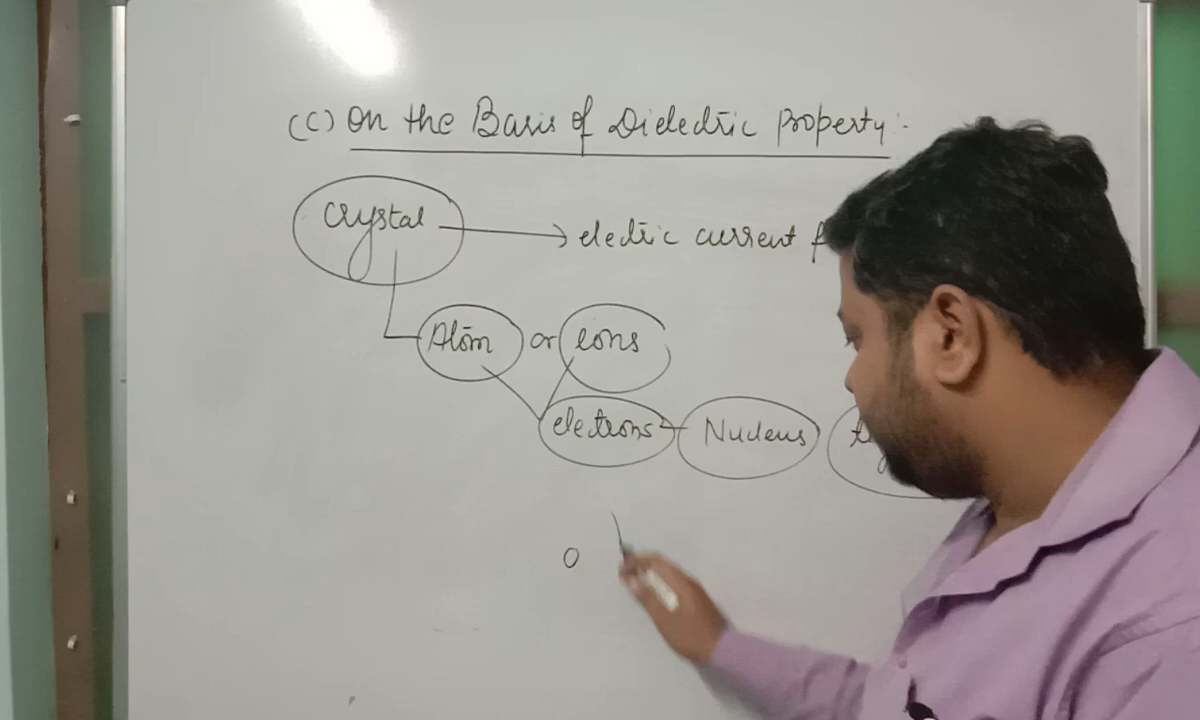 (C) On the Basis of Dielectric property :-
Crystal → electric current f
Atom or ions
electrons Nucleus